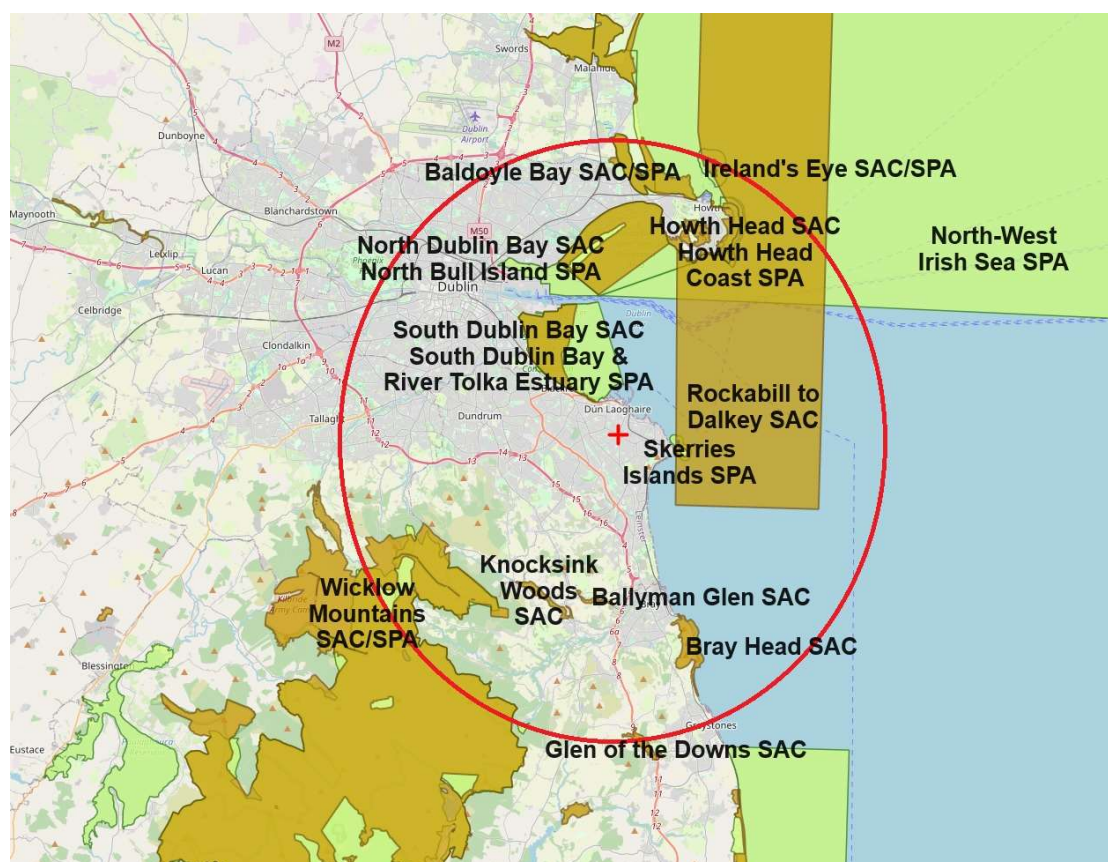 M2
Swords
Malahide
Dunboyne
Dublin
Airport
Baldoyle Bay SAC/SPA
Ireland's Eye SAC/SPA
Maynooth
Blanchardstown
M50
Howth
Leixlip
Lucan
Phoenix
North Dublin Bay SAC
North Bull Island SPA
Howth Head SAC
Howth Head
Coast SPA
North-West
Irish Sea SPA
Dublin
Celbridge
Dublin
Clondalkin
South Dublin Bay SAC
South Dublin Bay &
River Tolka Estuary SPA
Tallaght
Dundrum
Dún Laoghaire
Rockabill to
Dalkey SAC
Skerries
Islands SPA
Leinster
Knocksink
Woods
SAC
Ballyman Glen SAC
Bray
Wicklow
Mountains
SAC/SPA
Bray Head SAC
Blessington
Greystones
Eustace
Glen of the Downs SAC